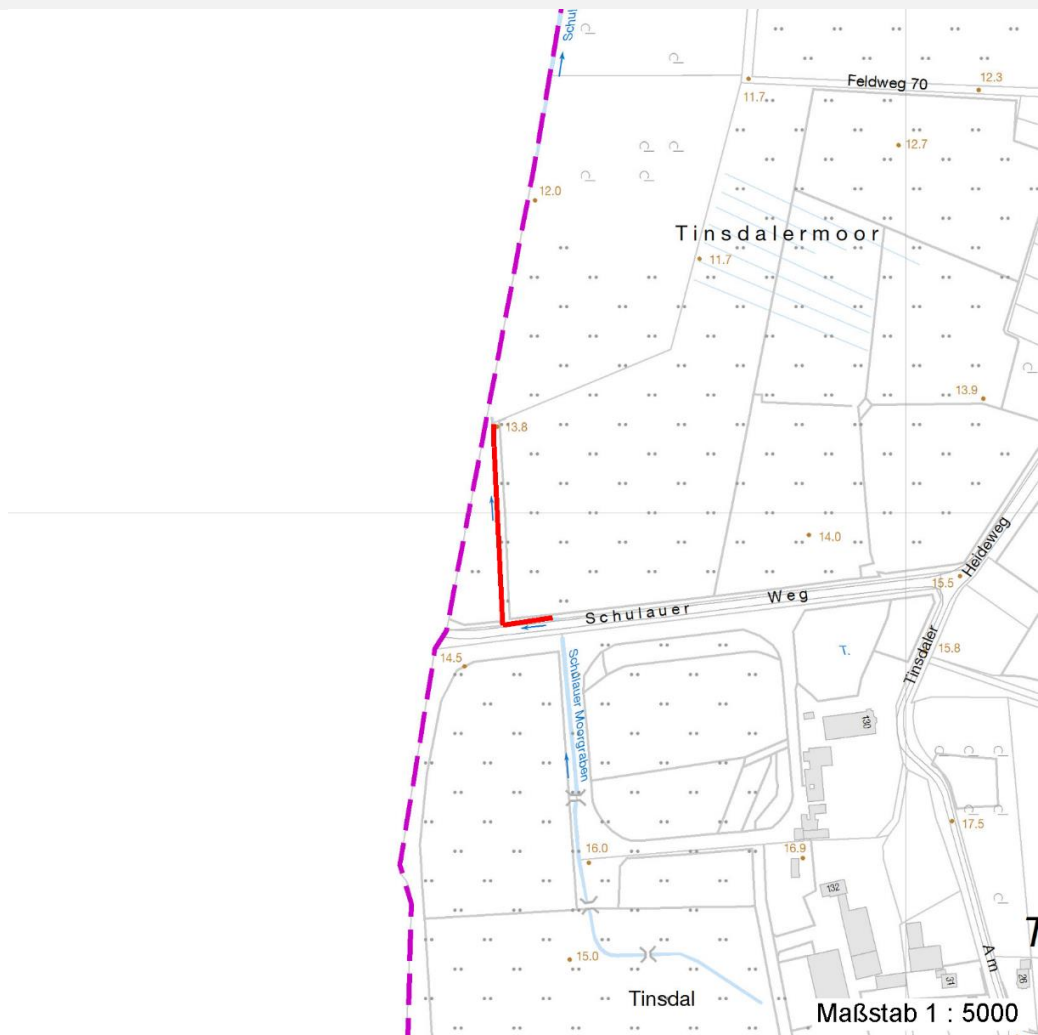 Schul
Feldweg 70
12.3
11.7
12.7
12.0
Tinsdalermoor
11.7
13.9
13.8
14.0
Heideweg
15.5
Schulauer Weg
14.5
Schulauer Moorgraben
T.
Tinsdaler
15.8
130
17.5
16.0
16.9
132
15.0
Am
31
26
Tinsdal
Maßstab 1 : 5000